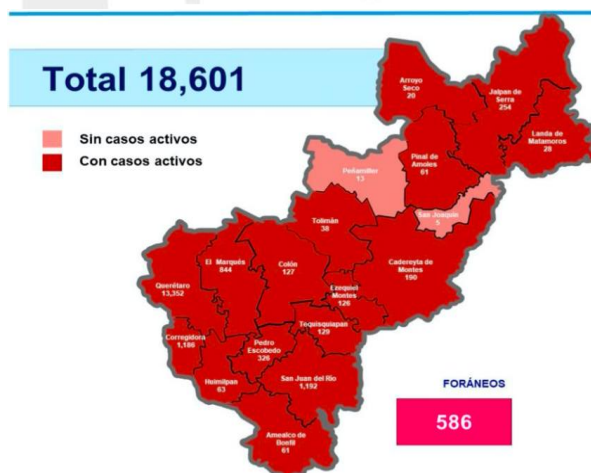 Total 18,601
Sin casos activos
Con casos activos
Arroyo
Seco
20
Jalpan de
Serra
254
Landa de
Matamoros
28
Pinal de
Amoles
61
Peñamiller
13
San Joaquín
5
Tolimán
38
Cadereyta de
Montes
190
El Marqués
844
Colón
127
Querétaro
13,352
Ezequiel
Montes
126
Tequisquiapan
129
Corregidora
1,186
Pedro
Escobedo
326
Huimilpan
63
San Juan del Río
1,192
Amealco de
Bonfil
61
FORÁNEOS
586